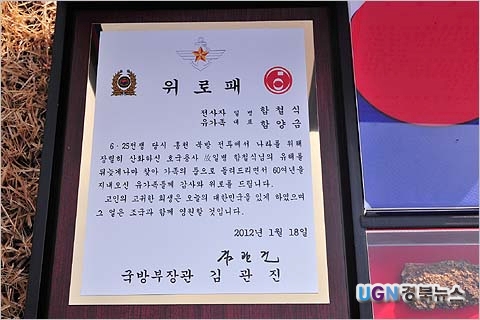 위로패
전사자 일병 함철식
유가족 대표 함양금
6·25전쟁 당시 홍천 북방 전투에서 나라를 위해
장렬히 산화하신 호국용사 故일병 함철식님의 유해를
뒤늦게나마 찾아 가족의 품으로 돌려드리면서 60여년을
지내오신 유가족들께 감사와 위로를 드립니다.
고인의 고귀한 희생은 오늘의 대한민국을 있게 하였으며
그 얼은 조국과 함께 영원할 것입니다.
2012년 1월 18일
국방부장관 김관진
UGN경북뉴스